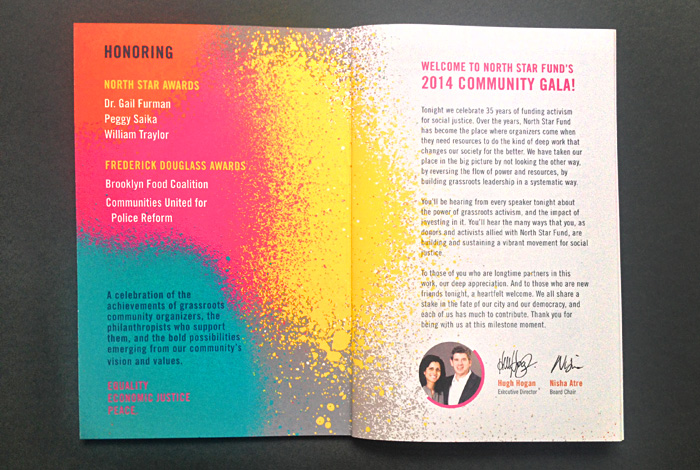 HONORING
NORTH STAR AWARDS
Dr. Gail Furman
Peggy Saika
William Traylor
FREDERICK DOUGLASS AWARDS
Brooklyn Food Coalition
Communities United for
Police Reform
A celebration of the
achievements of grassroots
community organizers, the
philanthropists who support
them, and the bold possibilities
emerging from our community's
vision and values.
EQUALITY
ECONOMIC JUSTICE
PEACE.
WELCOME TO NORTH STAR FUND'S
2014 COMMUNITY GALA!
Tonight we celebrate 35 years of funding activism
for social justice. Over the years, North Star Fund
has become the place where organizers come when
they need resources to do the kind of deep work that
changes our society for the better. We have taken our
place in the big picture by not looking the other way,
by reversing the flow of power and resources, by
building grassroots leadership in a systematic way.
You'll be hearing from every speaker tonight about
the power of grassroots activism, and the impact of
investing in it. You'll hear the many ways that you, as
donors and activists allied with North Star Fund, are
building and sustaining a vibrant movement for social
justice.
To those of you who are longtime partners in this
work, our deep appreciation. And to those who are new
friends tonight, a heartfelt welcome. We all share a
stake in the fate of our city and our democracy, and
each of us has much to contribute. Thank you for
being with us at this milestone moment.
Hugh Hogan
Executive Director
Nisha Atre
Board Chair